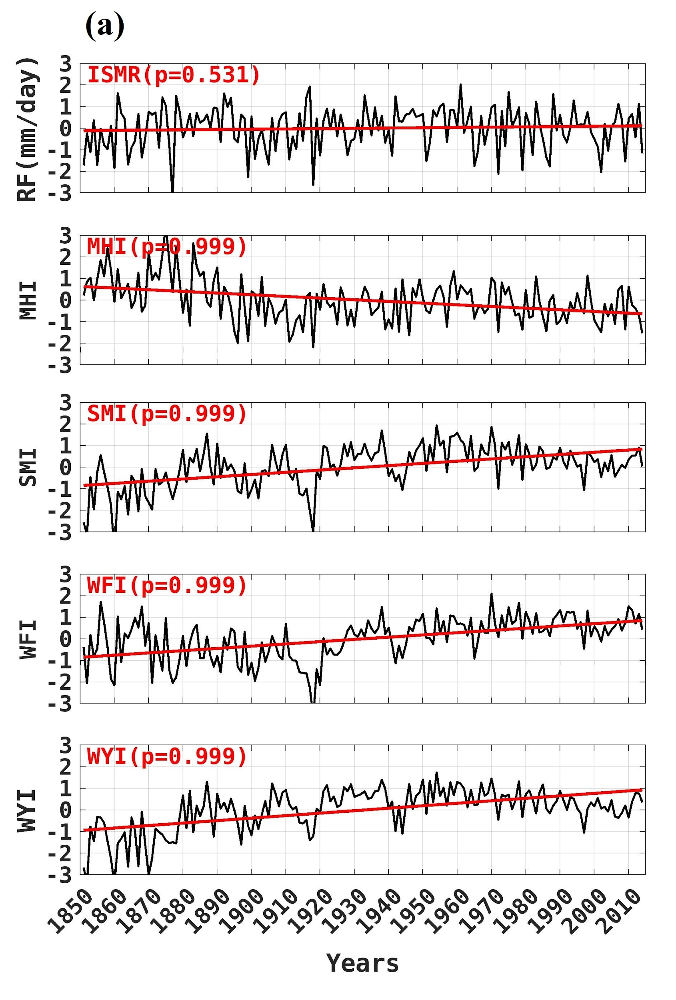 (a)
RF(mm/day)
3
2
1
0
-1
-2
-3
ISMR(p=0.531)
MHI
3
2
1
0
-1
-2
-3
MHI(p=0.999)
SMI
3
2
1
0
-1
-2
-3
SMI(p=0.999)
WFI
3
2
1
0
-1
-2
-3
WFI(p=0.999)
WYI
3
2
1
0
-1
-2
-3
WYI(p=0.999)
1850 1860 1870 1880 1890 1900 1910 1920 1930 1940 1950 1960 1970 1980 1990 2000 2010
Years